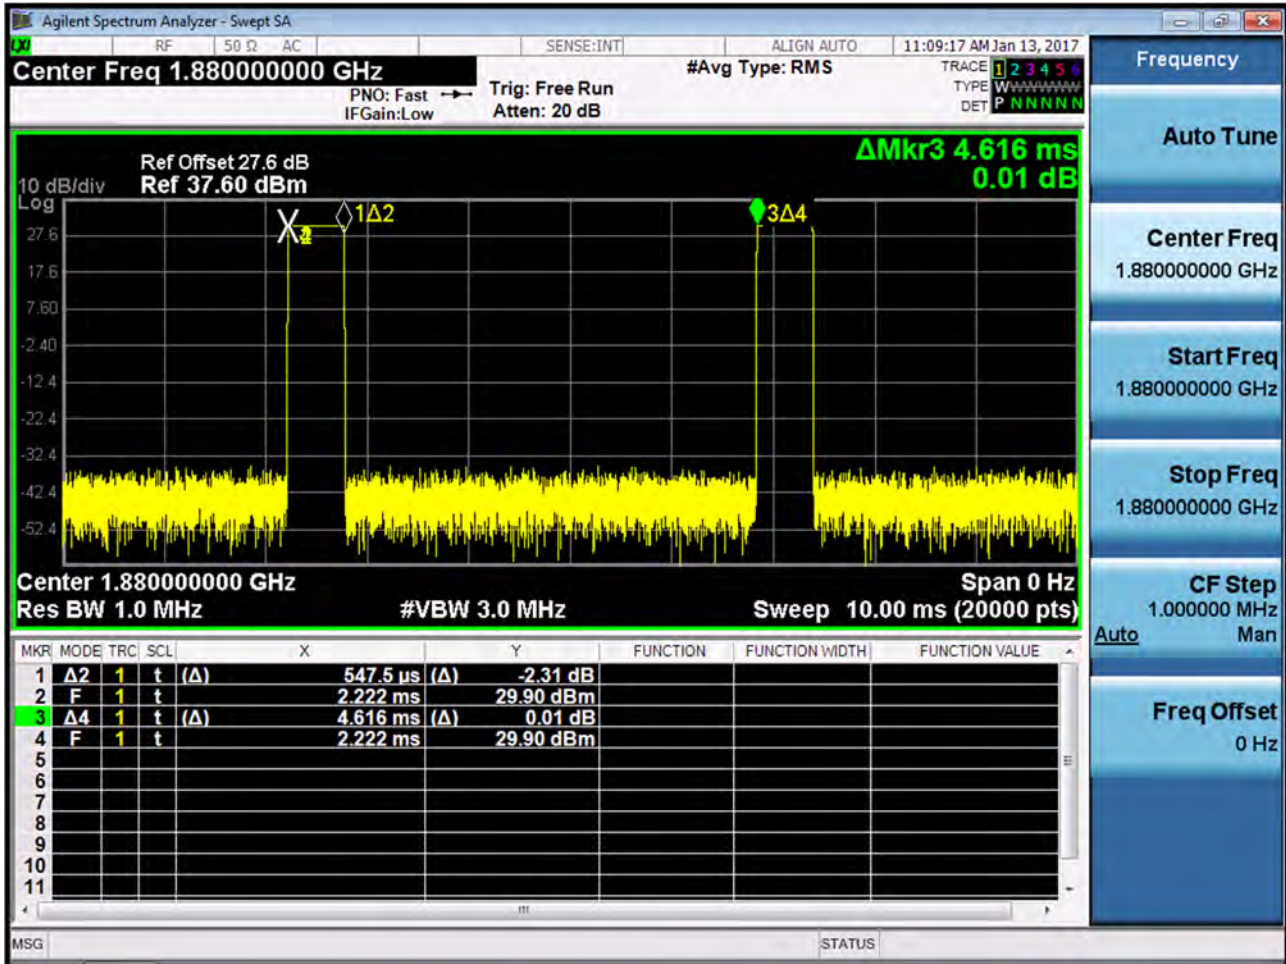 Agilent Spectrum Analyzer - Swept SA
LXI RF 50 Ω AC SENSE:INT ALIGN AUTO 11:09:17 AM Jan 13, 2017
Center Freq 1.880000000 GHz
PNO: Fast
IFGain:Low
Trig: Free Run
Atten: 20 dB
#Avg Type: RMS
TRACE 1 2 3 4 5 6
TYPE W
DET P N N N N N
Ref Offset 27.6 dB
10 dB/div Ref 37.60 dBm
Log
ΔMkr3 4.616 ms
0.01 dB
1Δ2
3Δ4
27.6
17.6
7.60
-2.40
-12.4
-22.4
-32.4
-42.4
-52.4
Center 1.880000000 GHz Span 0 Hz
Res BW 1.0 MHz #VBW 3.0 MHz Sweep 10.00 ms (20000 pts)
MKR MODE TRC SCL X Y FUNCTION FUNCTION WIDTH FUNCTION VALUE
1 Δ2 1 t (Δ) 547.5 µs (Δ) -2.31 dB
2 F 1 t 2.222 ms 29.90 dBm
3 Δ4 1 t (Δ) 4.616 ms (Δ) 0.01 dB
4 F 1 t 2.222 ms 29.90 dBm
5
6
7
8
9
10
11
MSG STATUS
Frequency
Auto Tune
Center Freq
1.880000000 GHz
Start Freq
1.880000000 GHz
Stop Freq
1.880000000 GHz
CF Step
1.000000 MHz
Auto Man
Freq Offset
0 Hz